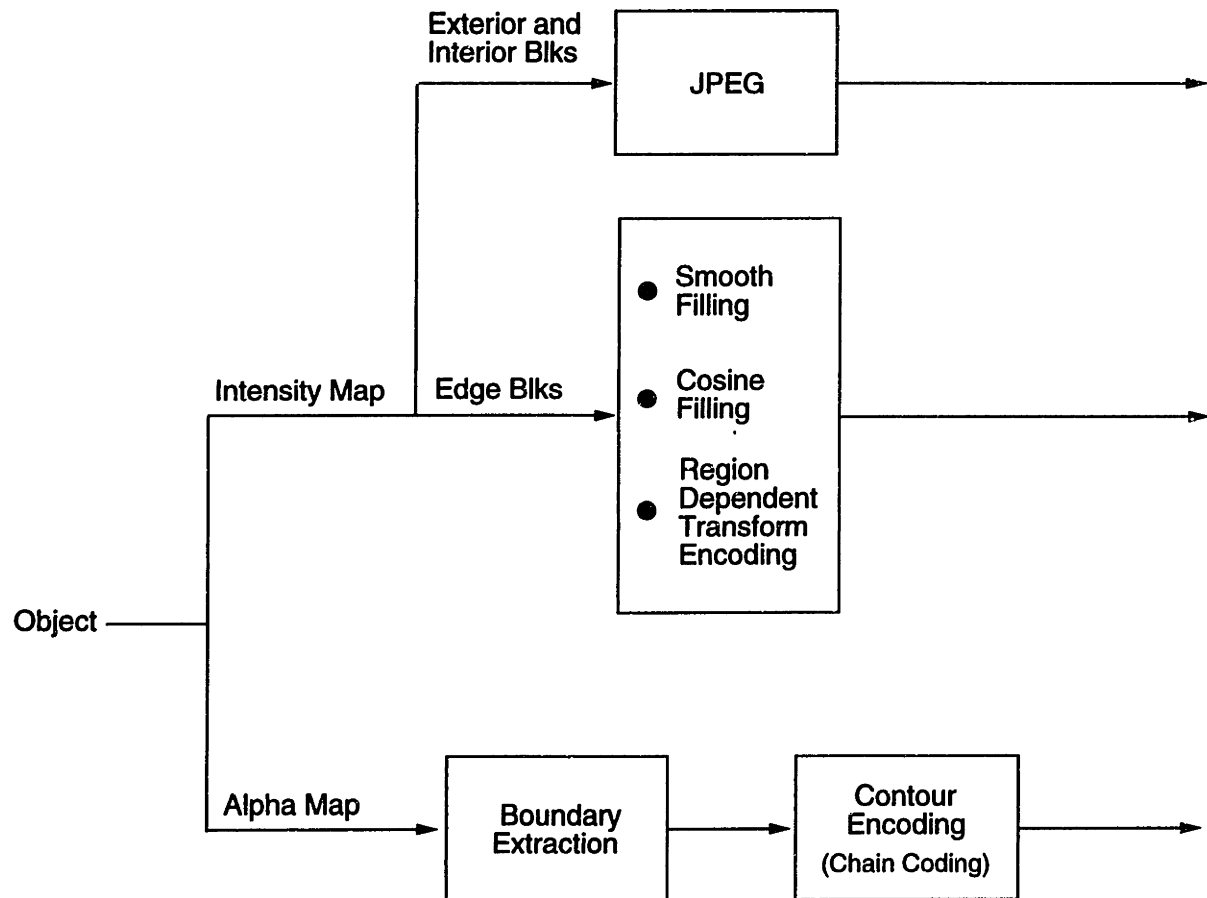 Exterior and
Interior Blks
JPEG
Smooth
Filling
Intensity Map
Edge Blks
Cosine
Filling
Region
Dependent
Transform
Encoding
Object
Alpha Map
Boundary
Extraction
Contour
Encoding
(Chain Coding)